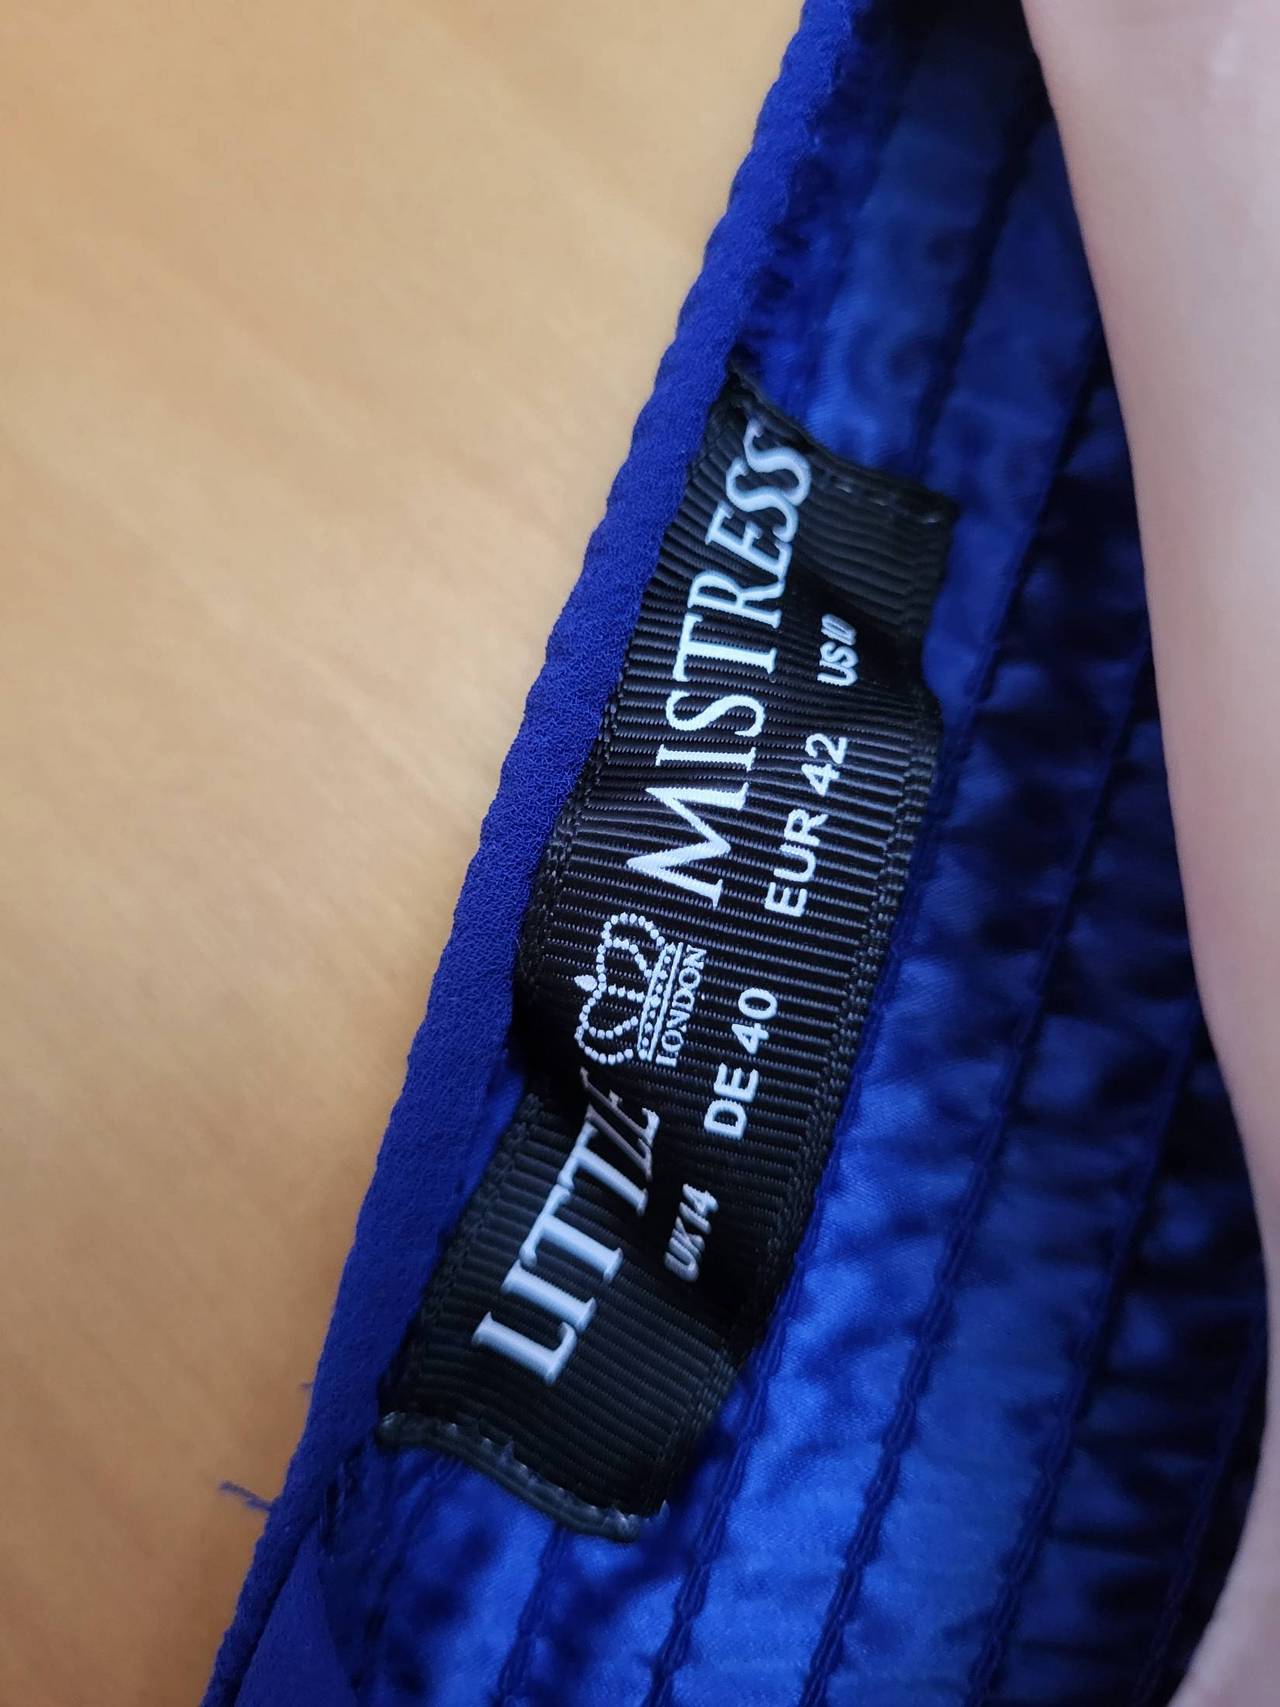 LITTLE MISTRESS
LONDON
UK14 DE 40 EUR 42 US10